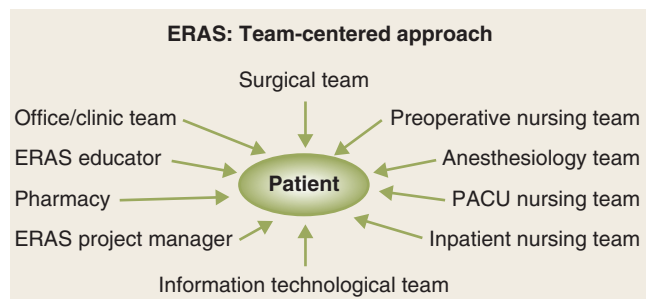 ERAS: Team-centered approach
Surgical team
Office/clinic team
Preoperative nursing team
ERAS educator
Anesthesiology team
Patient
Pharmacy
PACU nursing team
ERAS project manager
Inpatient nursing team
Information technological team